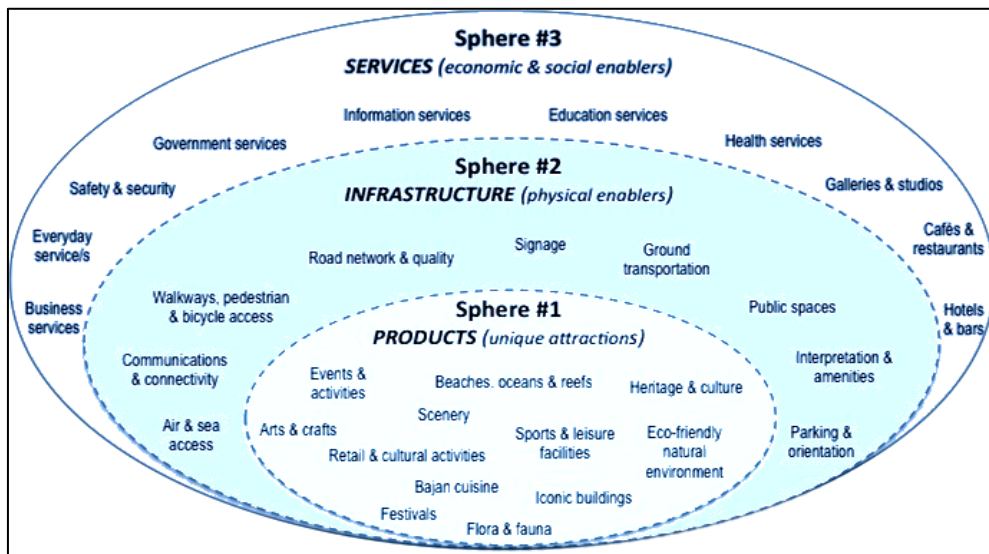 Sphere #3
SERVICES (economic & social enablers)
Information services
Education services
Government services
Health services
Safety & security
Galleries & studios
Everyday
service/s
Cafés &
restaurants
Business
services
Hotels
& bars
Sphere #2
INFRASTRUCTURE (physical enablers)
Road network & quality
Signage
Ground
transportation
Walkways, pedestrian
& bicycle access
Public spaces
Communications
& connectivity
Interpretation &
amenities
Air & sea
access
Parking &
orientation
Sphere #1
PRODUCTS (unique attractions)
Events &
activities
Beaches. oceans & reefs
Heritage & culture
Scenery
Arts & crafts
Sports & leisure
facilities
Eco-friendly
natural
environment
Retail & cultural activities
Bajan cuisine
Iconic buildings
Festivals
Flora & fauna